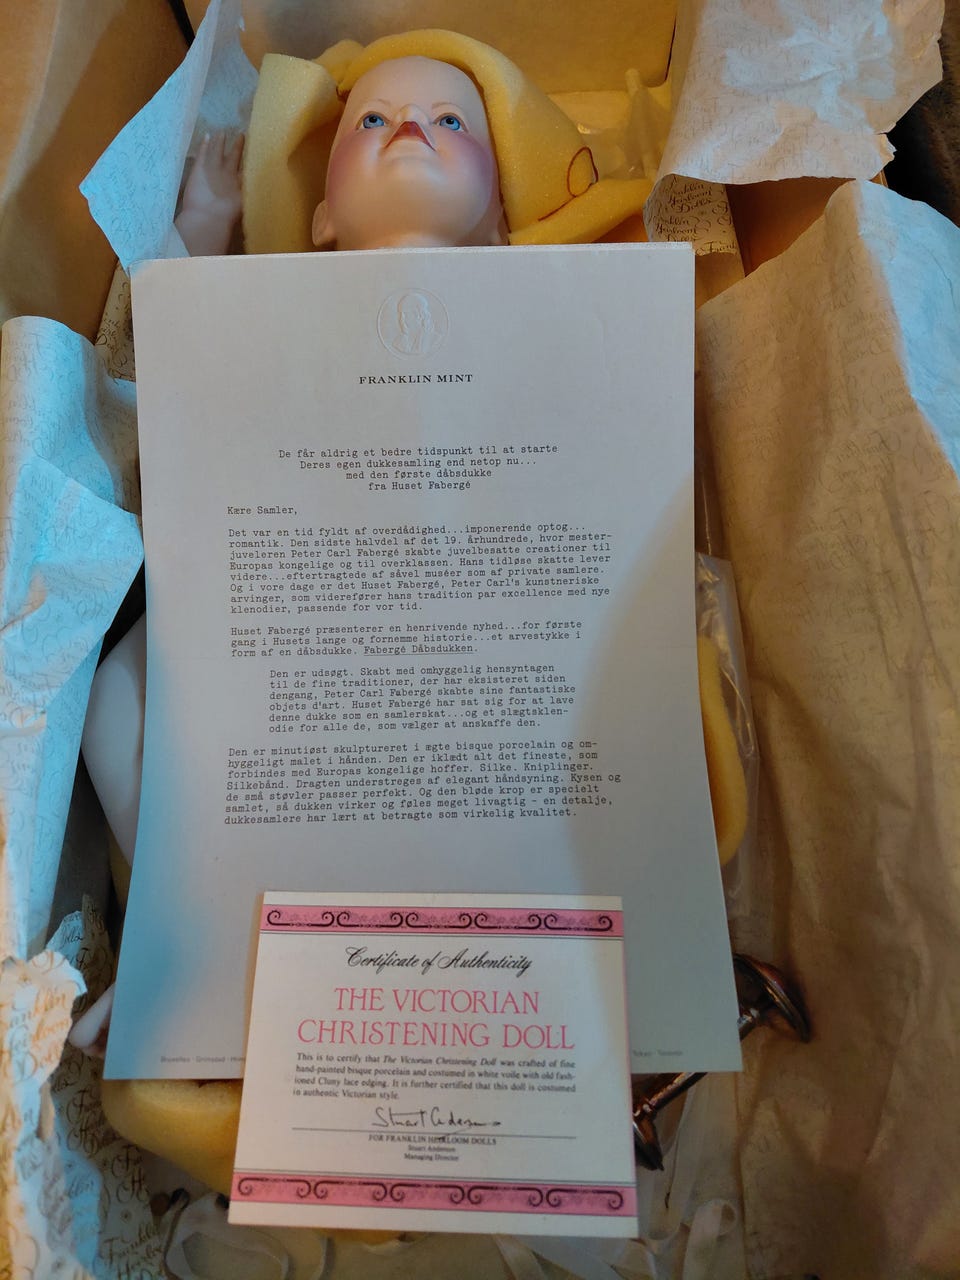 Franklin
Heirloom
Dolls
FRANKLIN MINT
De får aldrig et bedre tidspunkt til at starte
Deres egen dukkesamling end netop nu...
med den første dåbsdukke
fra Huset Fabergé
Kære Samler,
Det var en tid fyldt af overdådighed...imponerende optog...
romantik. Den sidste halvdel af det 19. århundrede, hvor mester-
juveleren Peter Carl Fabergé skabte juvelbesatte creationer til
Europas kongelige og til overklassen. Hans tidløse skatte lever
videre...eftertragtede af såvel muséer som af private samlere.
Og i vore dage er det Huset Fabergé, Peter Carl's kunstneriske
arvinger, som viderefører hans tradition par excellence med nye
klenodier, passende for vor tid.
Huset Fabergé præsenterer en henrivende nyhed...for første
gang i Husets lange og fornemme historie...et arvestykke i
form af en dåbsdukke. Fabergé Dåbsdukken.
Den er udsøgt. Skabt med omhyggelig hensyntagen
til de fine traditioner, der har eksisteret siden
dengang, Peter Carl Fabergé skabte sine fantastiske
objets d'art. Huset Fabergé har sat sig for at lave
denne dukke som en samlerskat...og et slægtsklen-
odie for alle de, som vælger at anskaffe den.
Den er minutiøst skulptureret i ægte bisque porcelain og om-
hyggeligt malet i hånden. Den er iklædt alt det fineste, som
forbindes med Europas kongelige hoffer. Silke. Kniplinger.
Silkebånd. Dragten understreges af elegant håndsyning. Kysen og
de små støvler passer perfekt. Og den bløde krop er specielt
samlet, så dukken virker og føles meget livagtig - en detalje,
dukkesamlere har lært at betragte som virkelig kvalitet.
Certificate of Authenticity
THE VICTORIAN
CHRISTENING DOLL
This is to certify that The Victorian Christening Doll was crafted of fine
hand-painted bisque porcelain and costumed in white voile with old fash-
ioned Cluny lace edging. It is further certified that this doll is costumed
in authentic Victorian style.
Stuart Anderson
FOR FRANKLIN HEIRLOOM DOLLS
Stuart Anderson
Managing Director
Bruxelles · Grimstad
Toronto
Franklin
Heirloom
Dolls